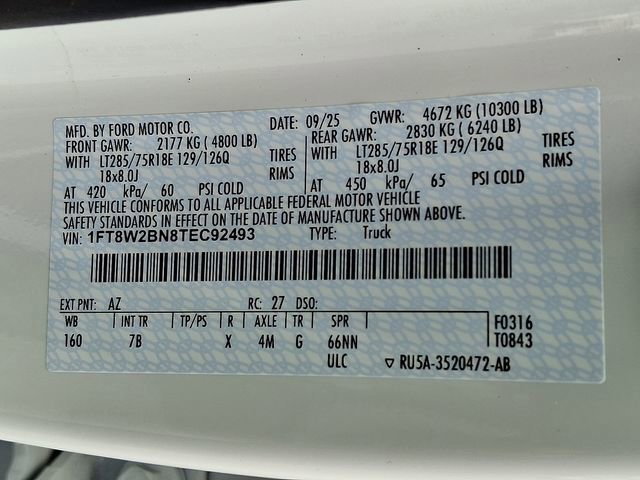 MFD. BY FORD MOTOR CO. DATE: 09/25 GVWR: 4672 KG (10300 LB)
FRONT GAWR: 2177 KG ( 4800 LB) REAR GAWR: 2830 KG ( 6240 LB)
WITH LT285/75R18E 129/126Q TIRES WITH LT285/75R18E 129/126Q TIRES
18x8.0J RIMS 18x8.0J RIMS
AT 420 kPa/ 60 PSI COLD AT 450 kPa/ 65 PSI COLD
THIS VEHICLE CONFORMS TO ALL APPLICABLE FEDERAL MOTOR VEHICLE
SAFETY STANDARDS IN EFFECT ON THE DATE OF MANUFACTURE SHOWN ABOVE.
VIN: 1FT8W2BN8TEC92493 TYPE: Truck
EXT PNT: AZ RC: 27 DSO:
WB INT TR TP/PS R AXLE TR SPR F0316
160 7B X 4M G 66NN T0843
ULC RU5A-3520472-AB